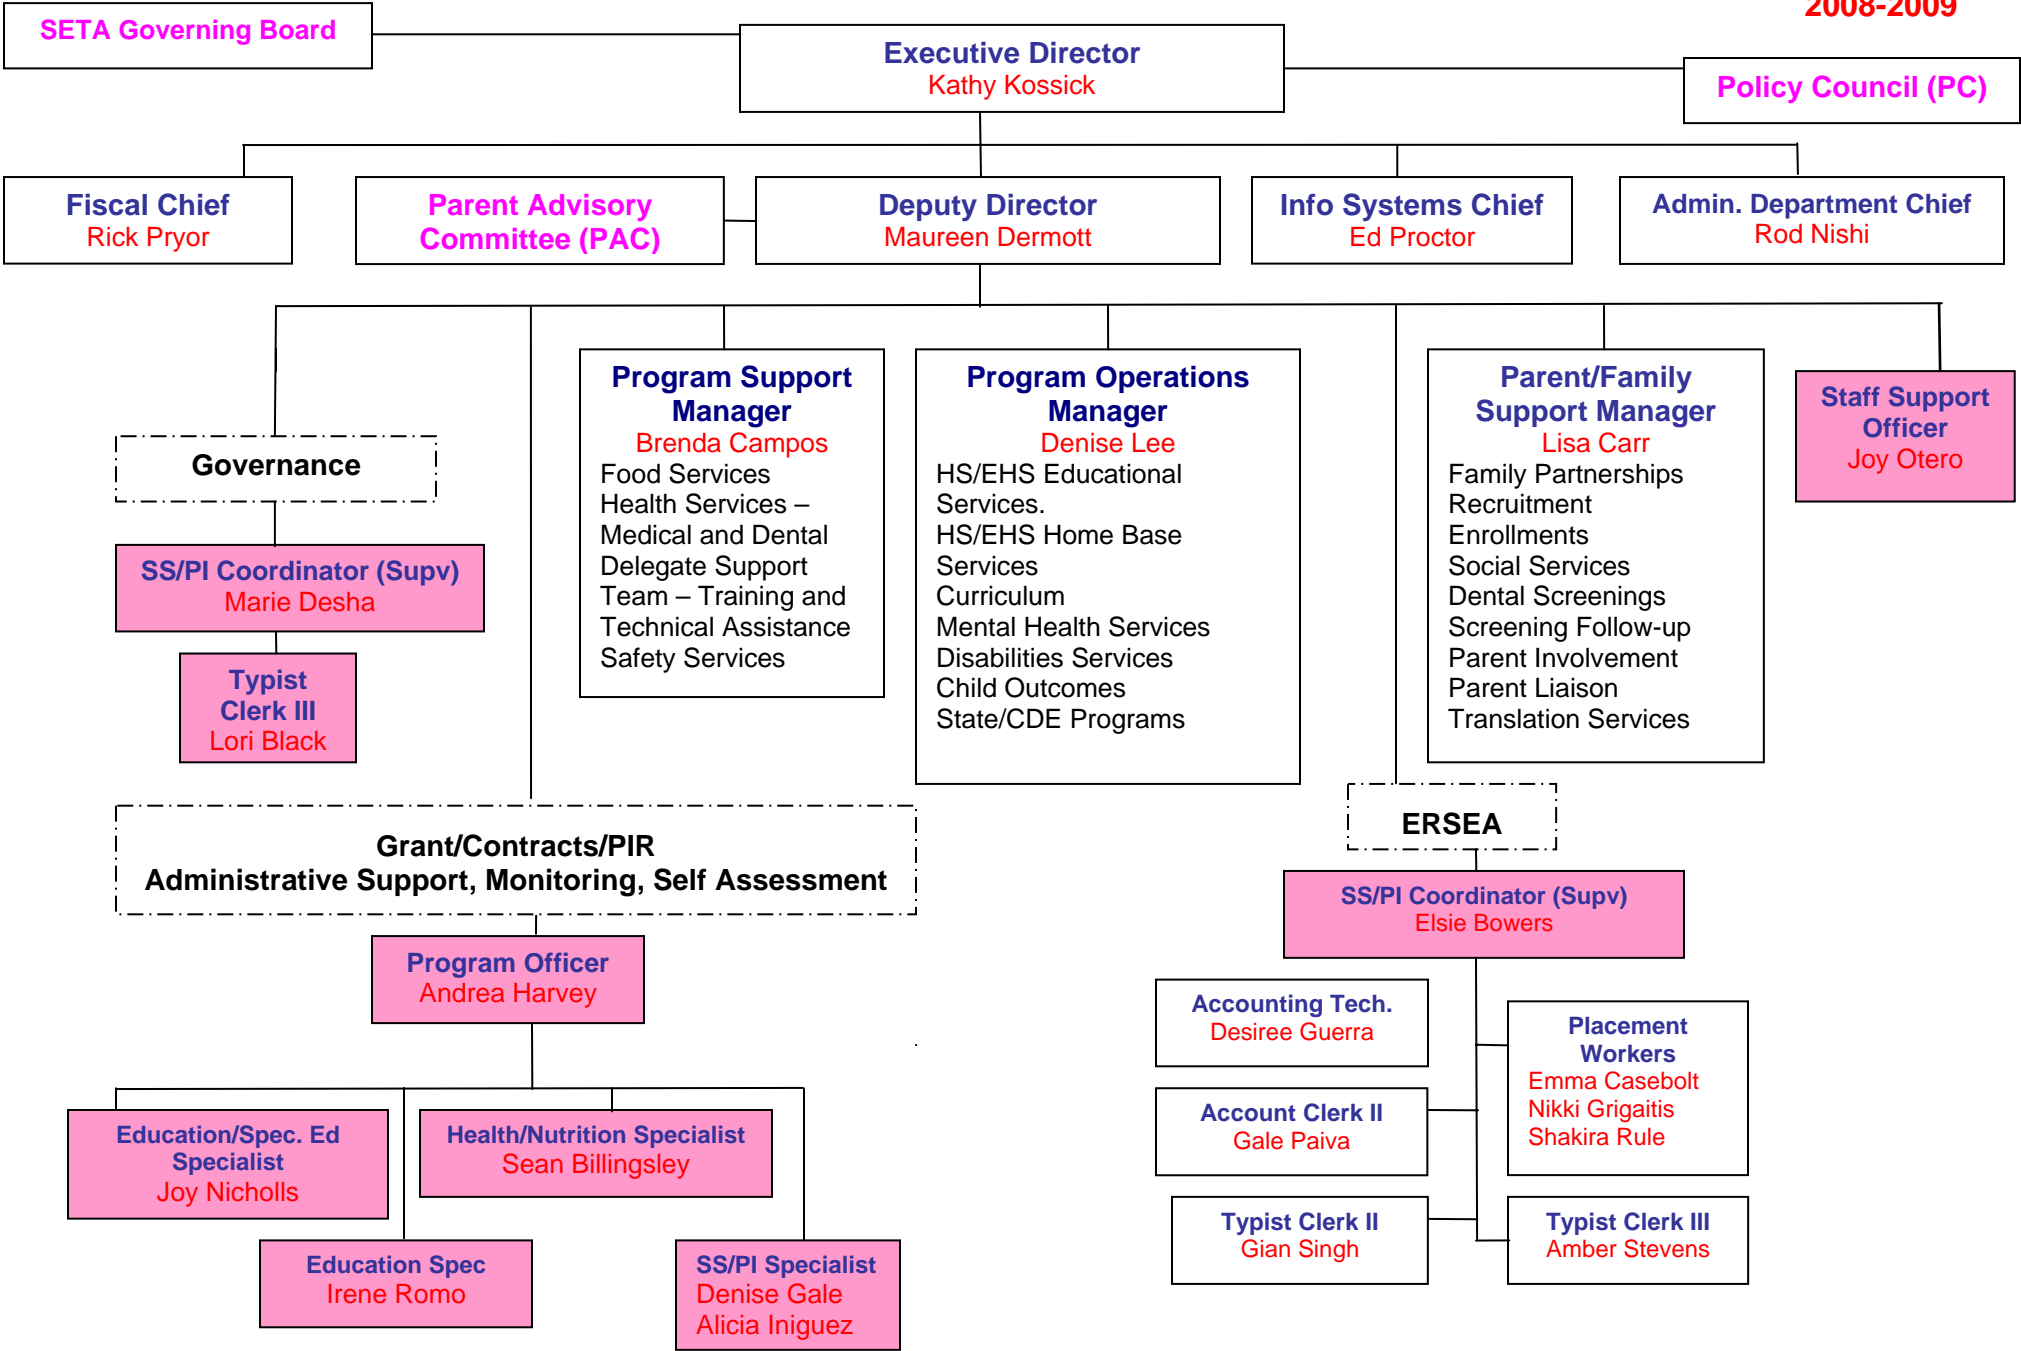 2008-2009
SETA Governing Board
Executive Director
Kathy Kossick
Policy Council (PC)
Fiscal Chief
Rick Pryor
Parent Advisory
Committee (PAC)
Deputy Director
Maureen Dermott
Info Systems Chief
Ed Proctor
Admin. Department Chief
Rod Nishi
Governance
SS/PI Coordinator (Supv)
Marie Desha
Typist
Clerk III
Lori Black
Program Support
Manager
Brenda Campos
Food Services
Health Services –
Medical and Dental
Delegate Support
Team – Training and
Technical Assistance
Safety Services
Program Operations
Manager
Denise Lee
HS/EHS Educational
Services.
HS/EHS Home Base
Services
Curriculum
Mental Health Services
Disabilities Services
Child Outcomes
State/CDE Programs
Parent/Family
Support Manager
Lisa Carr
Family Partnerships
Recruitment
Enrollments
Social Services
Dental Screenings
Screening Follow-up
Parent Involvement
Parent Liaison
Translation Services
Staff Support
Officer
Joy Otero
Grant/Contracts/PIR
Administrative Support, Monitoring, Self Assessment
Program Officer
Andrea Harvey
Education/Spec. Ed
Specialist
Joy Nicholls
Health/Nutrition Specialist
Sean Billingsley
Education Spec
Irene Romo
SS/PI Specialist
Denise Gale
Alicia Iniguez
ERSEA
SS/PI Coordinator (Supv)
Elsie Bowers
Accounting Tech.
Desiree Guerra
Placement
Workers
Emma Casebolt
Nikki Grigaitis
Shakira Rule
Account Clerk II
Gale Paiva
Typist Clerk II
Gian Singh
Typist Clerk III
Amber Stevens